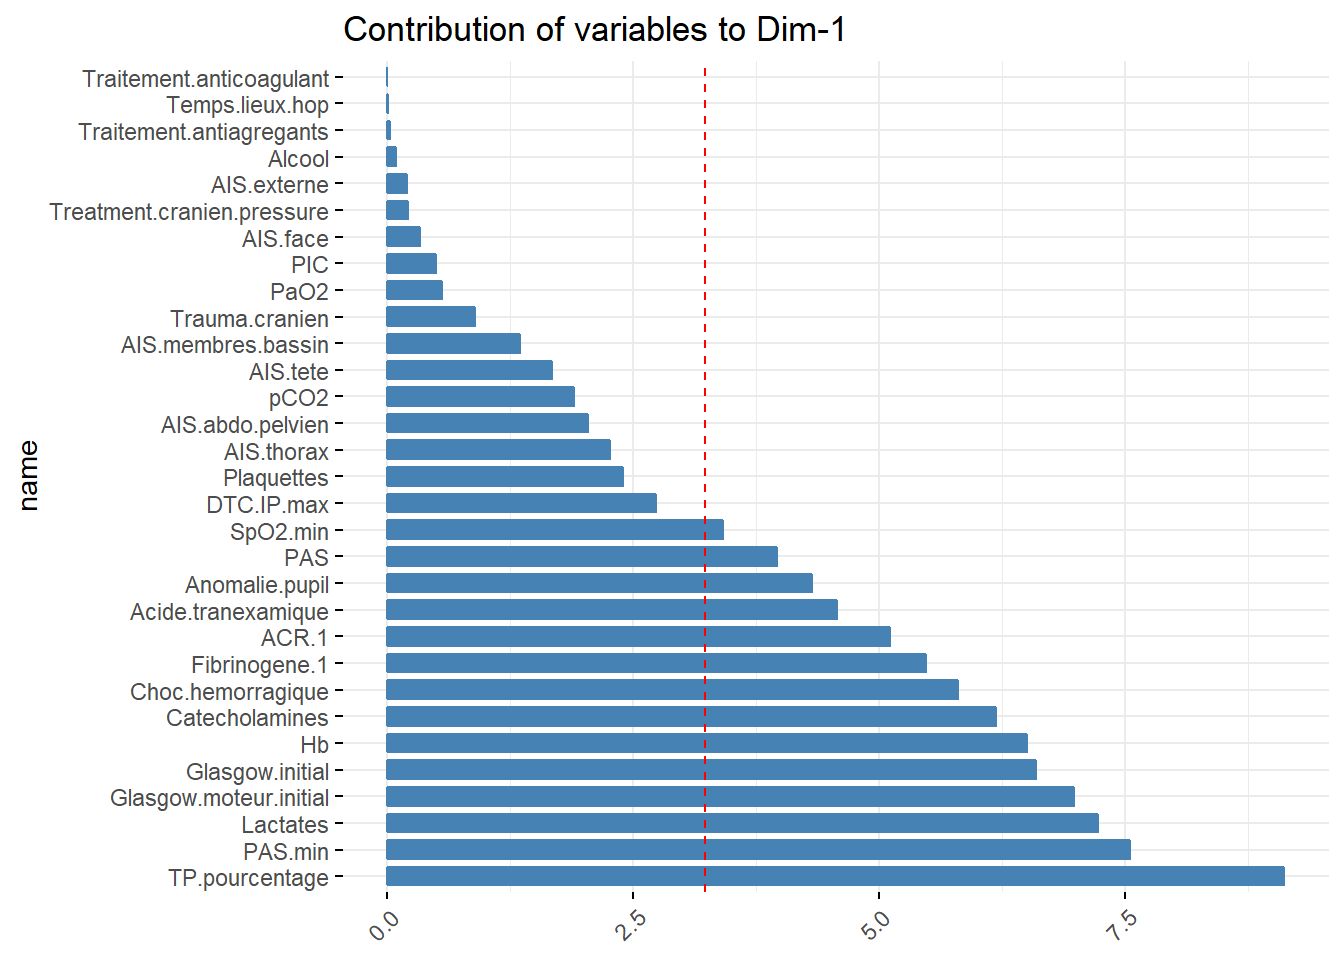 Contribution of variables to Dim-1
Traitement.anticoagulant
Temps.lieux.hop
Traitement.antiagregants
Alcool
AIS.externe
Treatment.cranien.pressure
AIS.face
PIC
PaO2
Trauma.cranien
AIS.membres.bassin
AIS.tete
pCO2
AIS.abdo.pelvien
AIS.thorax
Plaquettes
DTC.IP.max
SpO2.min
PAS
Anomalie.pupil
Acide.tranexamique
ACR.1
Fibrinogene.1
Choc.hemorragique
Catecholamines
Hb
Glasgow.initial
Glasgow.moteur.initial
Lactates
PAS.min
TP.pourcentage
name
0.0
2.5
5.0
7.5